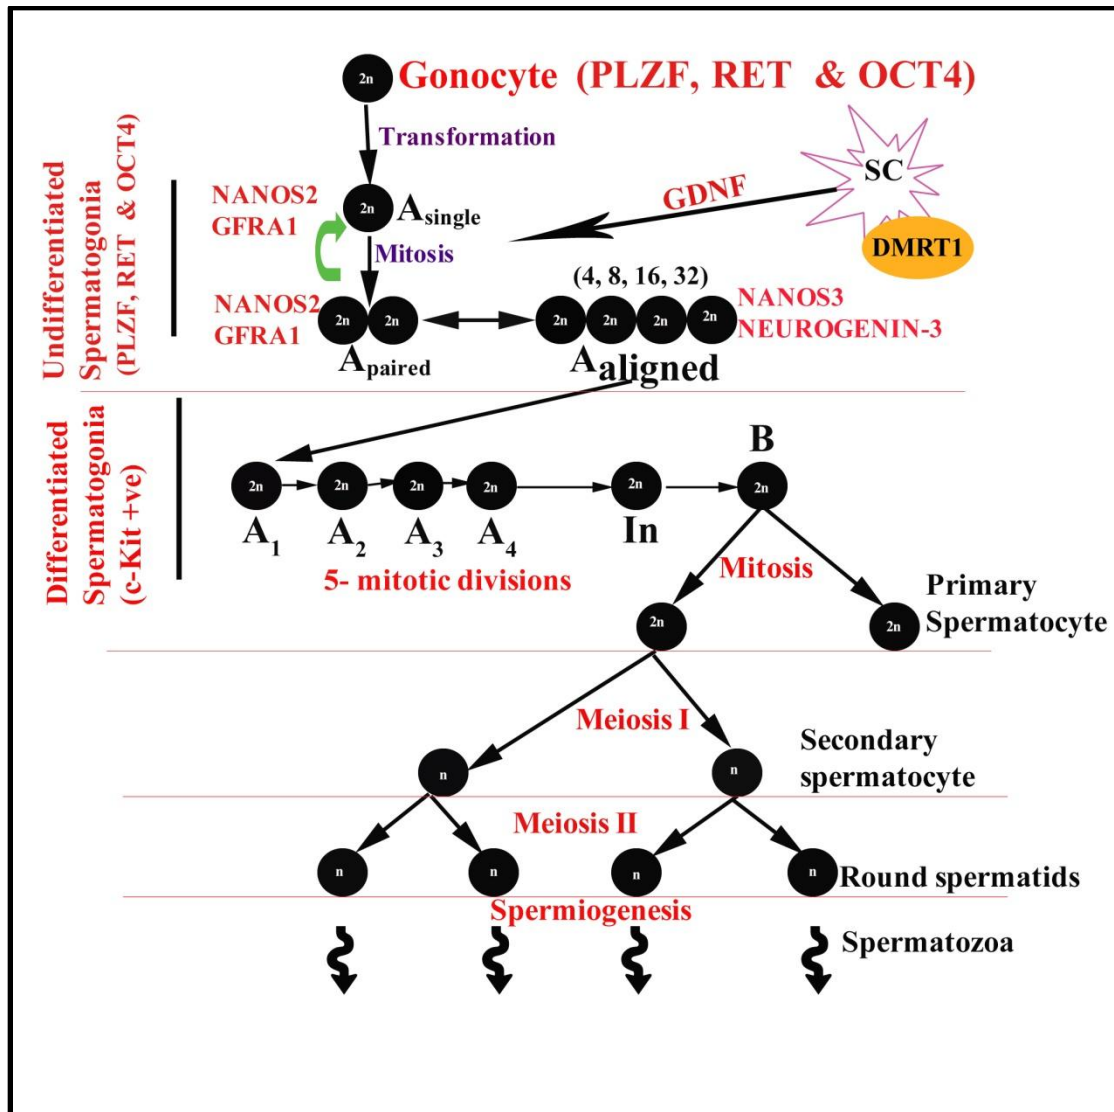 2n
Gonocyte (PLZF, RET & OCT4)
Transformation
SC
GDNF
DMRT1
Undifferentiated
Spermatogonia
(PLZF, RET & OCT4)
NANOS2
GFRA1
2n
Asingle
Mitosis
(4, 8, 16, 32)
NANOS2
GFRA1
2n 2n
2n 2n 2n 2n
NANOS3
NEUROGENIN-3
Apaired
Aaligned
Differentiated
Spermatogonia
(c-Kit +ve)
B
2n 2n 2n 2n 2n 2n
A1 A2 A3 A4 In
5- mitotic divisions
Mitosis
Primary
Spermatocyte
2n 2n
Meiosis I
Secondary
spermatocyte
n n
Meiosis II
n n n n
Round spermatids
Spermiogenesis
Spermatozoa